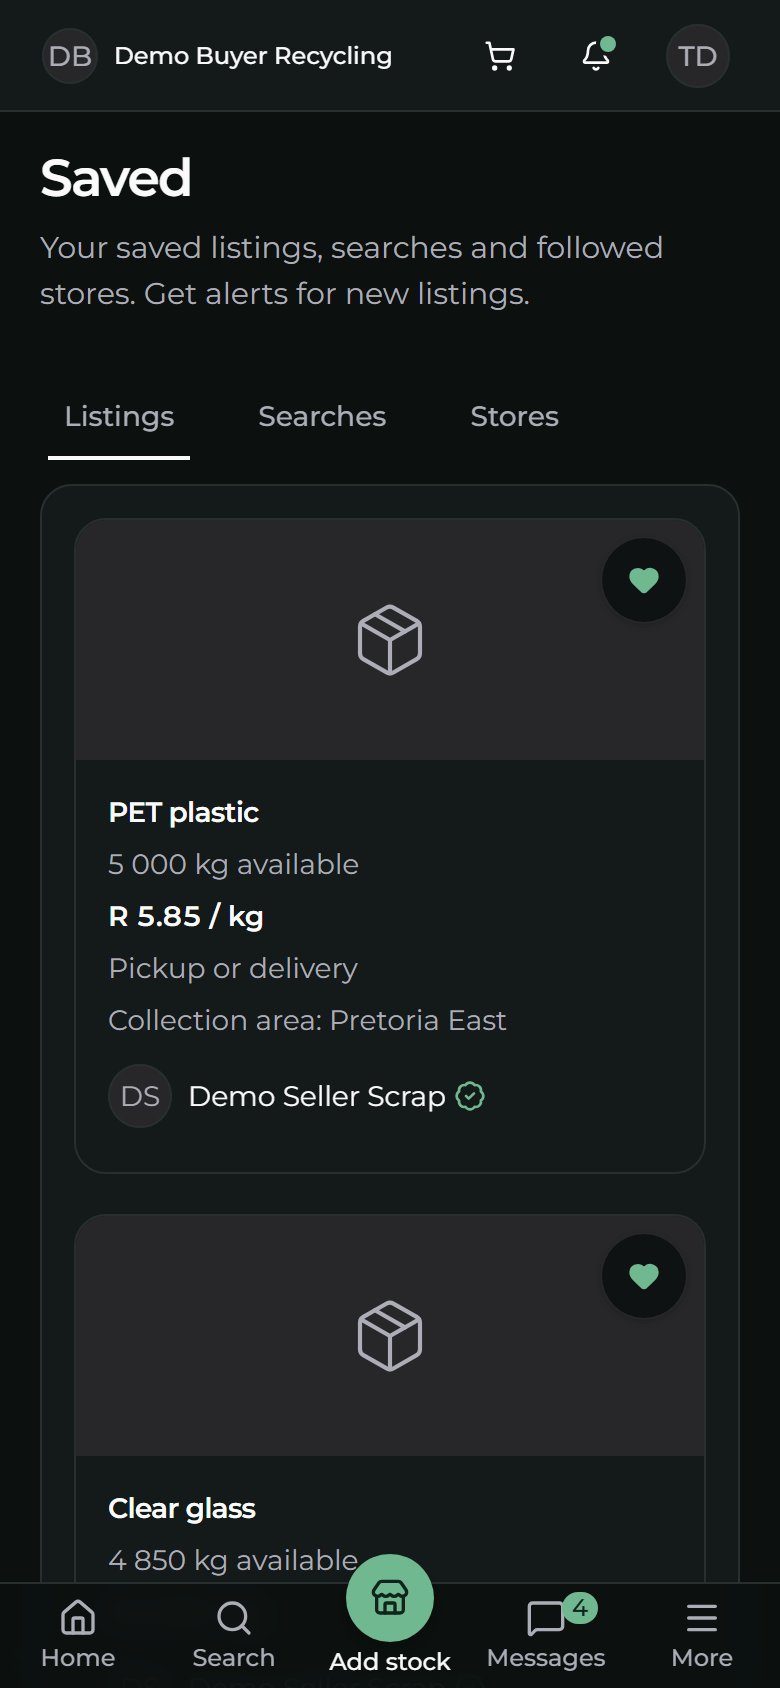 DB Demo Buyer Recycling TD
Saved
Your saved listings, searches and followed
stores. Get alerts for new listings.
Listings Searches Stores
PET plastic
5 000 kg available
R 5.85 / kg
Pickup or delivery
Collection area: Pretoria East
DS Demo Seller Scrap
Clear glass
4 850 kg available
4
Home Search Add stock Messages More